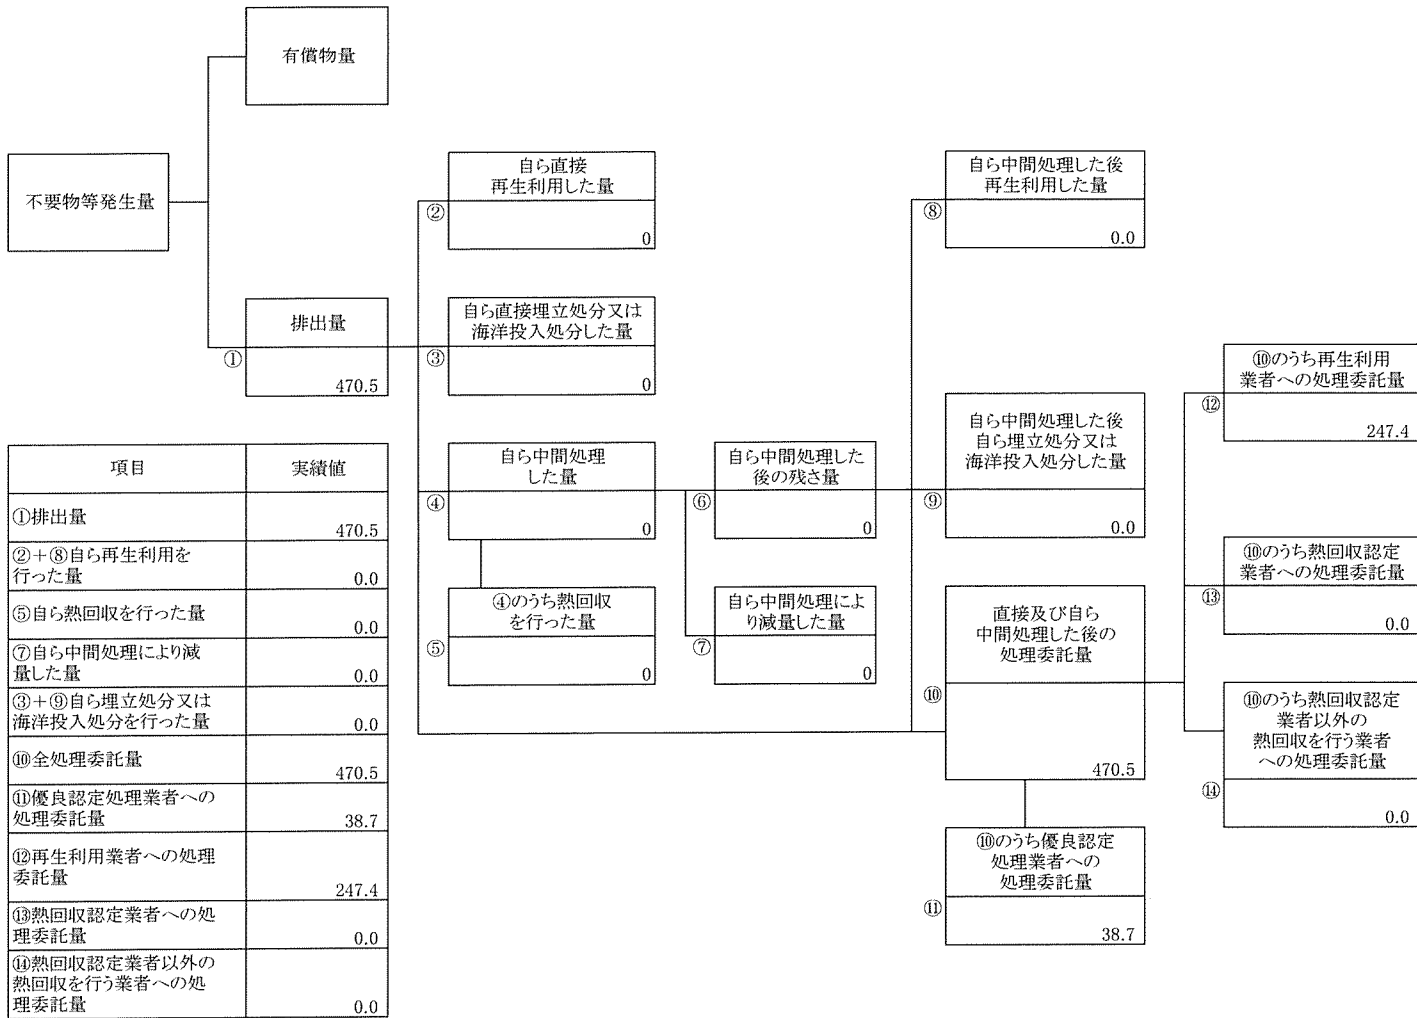 有償物量
不要物等発生量
排出量
①
470.5
自ら直接
再生利用した量
②
0
自ら直接埋立処分又は
海洋投入処分した量
③
0
自ら中間処理
した量
④
0
④のうち熱回収
を行った量
⑤
0
自ら中間処理した
後の残さ量
⑥
0
自ら中間処理によ
り減量した量
⑦
0
自ら中間処理した後
再生利用した量
⑧
0.0
自ら中間処理した後
自ら埋立処分又は
海洋投入処分した量
⑨
0.0
直接及び自ら
中間処理した後の
処理委託量
⑩
470.5
⑩のうち優良認定
処理業者への
処理委託量
⑪
38.7
⑩のうち再生利用
業者への処理委託量
⑫
247.4
⑩のうち熱回収認定
業者への処理委託量
⑬
0.0
⑩のうち熱回収認定
業者以外の
熱回収を行う業者
への処理委託量
⑭
0.0
項目 実績値
①排出量
470.5
②+⑧自ら再生利用を
行った量 0.0
⑤自ら熱回収を行った量
0.0
⑦自ら中間処理により減
量した量 0.0
③+⑨自ら埋立処分又は
海洋投入処分を行った量 0.0
⑩全処理委託量
470.5
⑪優良認定処理業者への
処理委託量 38.7
⑫再生利用業者への処理
委託量
247.4
⑬熱回収認定業者への処
理委託量 0.0
⑭熱回収認定業者以外の
熱回収を行う業者への処
理委託量 0.0